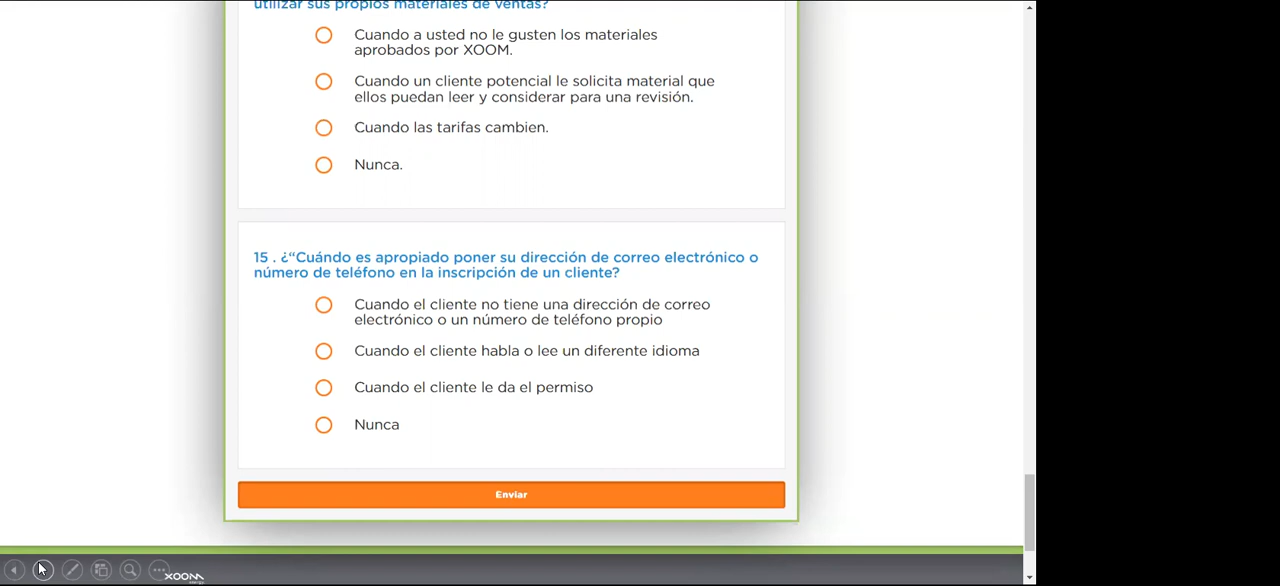 utilizar sus propios materiales de ventas?
Cuando a usted no le gusten los materiales
aprobados por XOOM.
Cuando un cliente potencial le solicita material que
ellos puedan leer y considerar para una revisión.
Cuando las tarifas cambien.
Nunca.
15 . ¿“Cuándo es apropiado poner su dirección de correo electrónico o
número de teléfono en la inscripción de un cliente?
Cuando el cliente no tiene una dirección de correo
electrónico o un número de teléfono propio
Cuando el cliente habla o lee un diferente idioma
Cuando el cliente le da el permiso
Nunca
Enviar
XOOM
energy